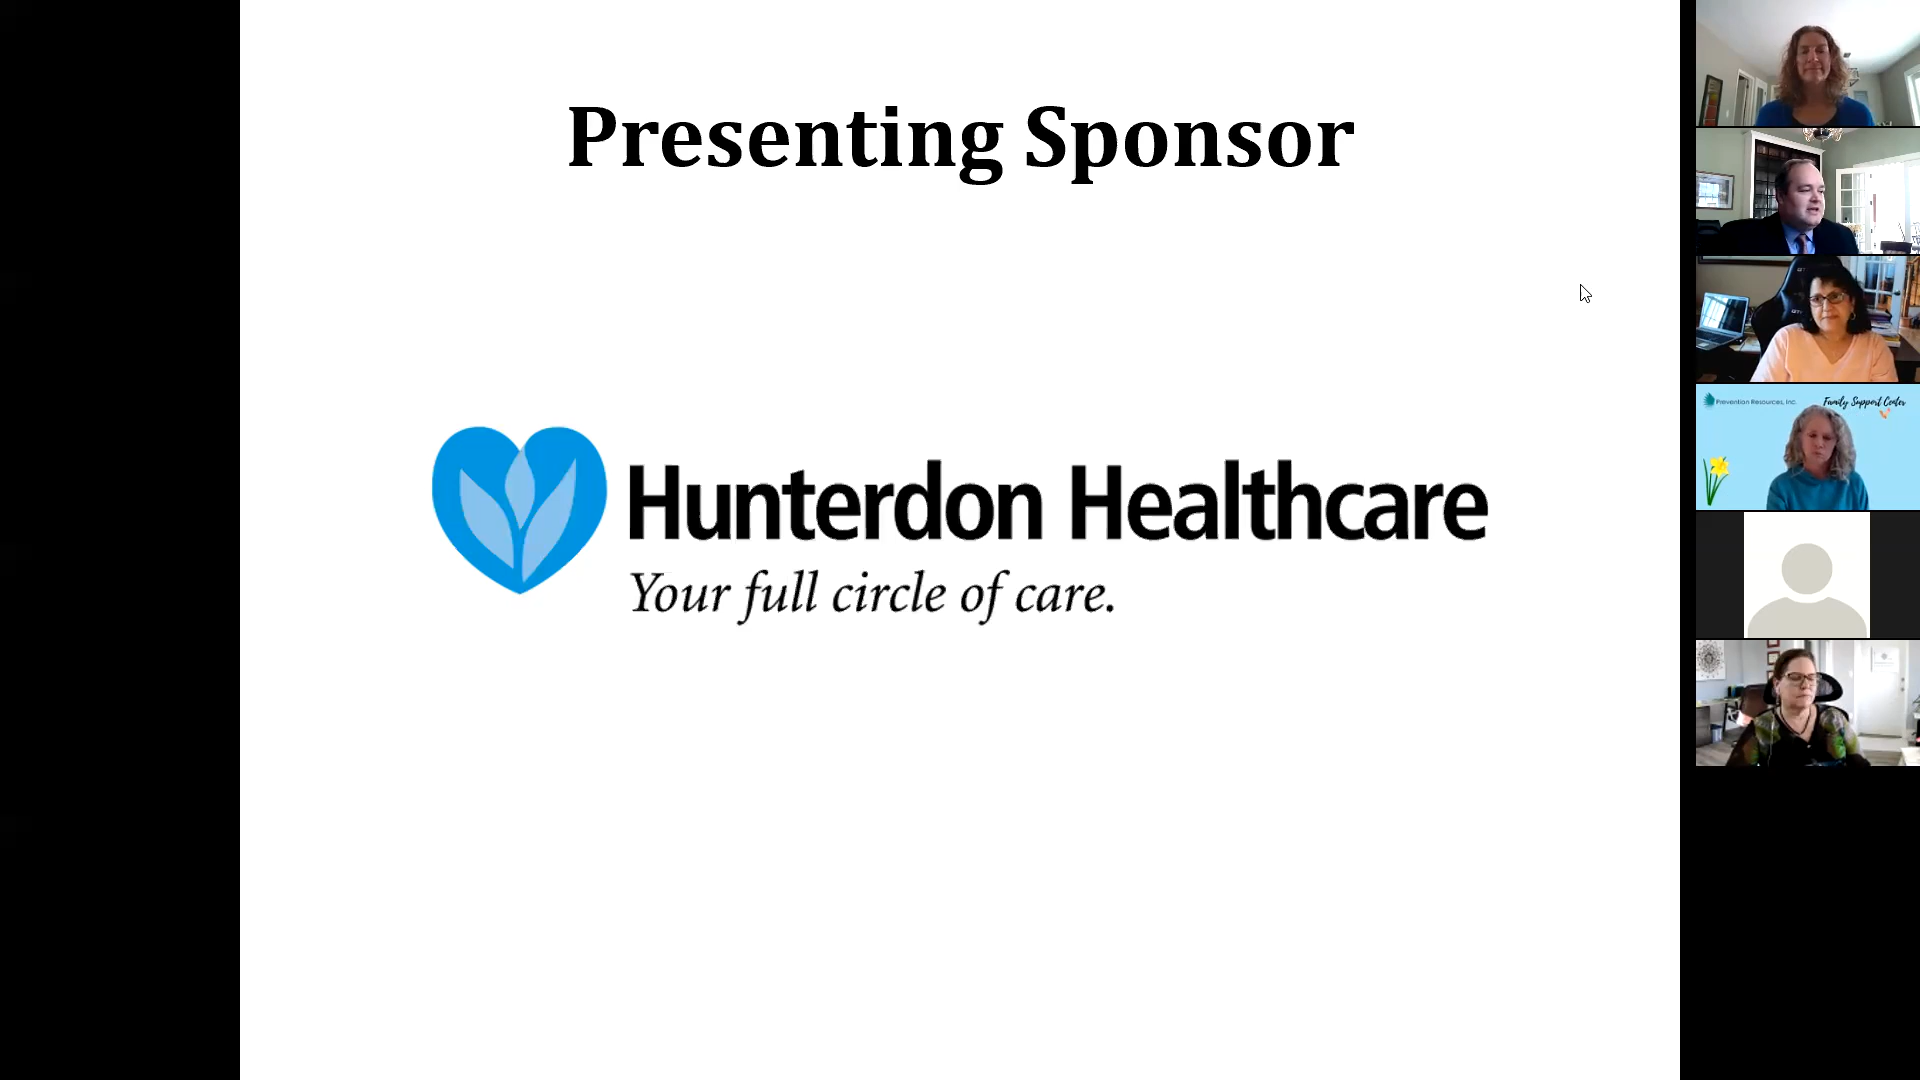 Presenting Sponsor
Hunterdon Healthcare
Your full circle of care.
Prevention Resources, Inc.
Family Support Center